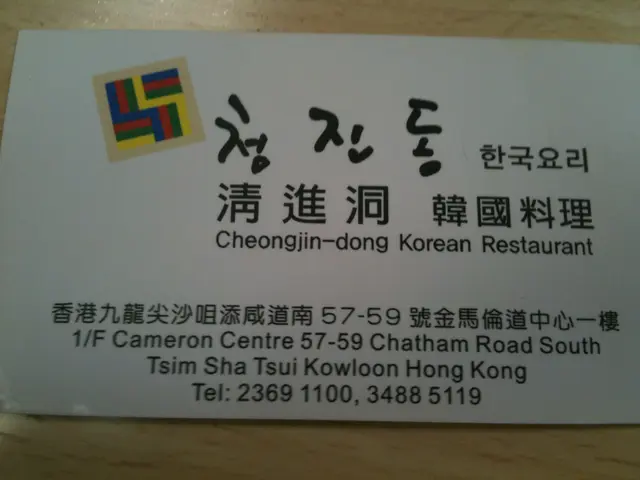 청진동 한국요리
淸進洞 韓國料理
Cheongjin-dong Korean Restaurant
香港九龍尖沙咀添咸道南 57-59 號金馬倫道中心一樓
1/F Cameron Centre 57-59 Chatham Road South
Tsim Sha Tsui Kowloon Hong Kong
Tel: 2369 1100, 3488 5119